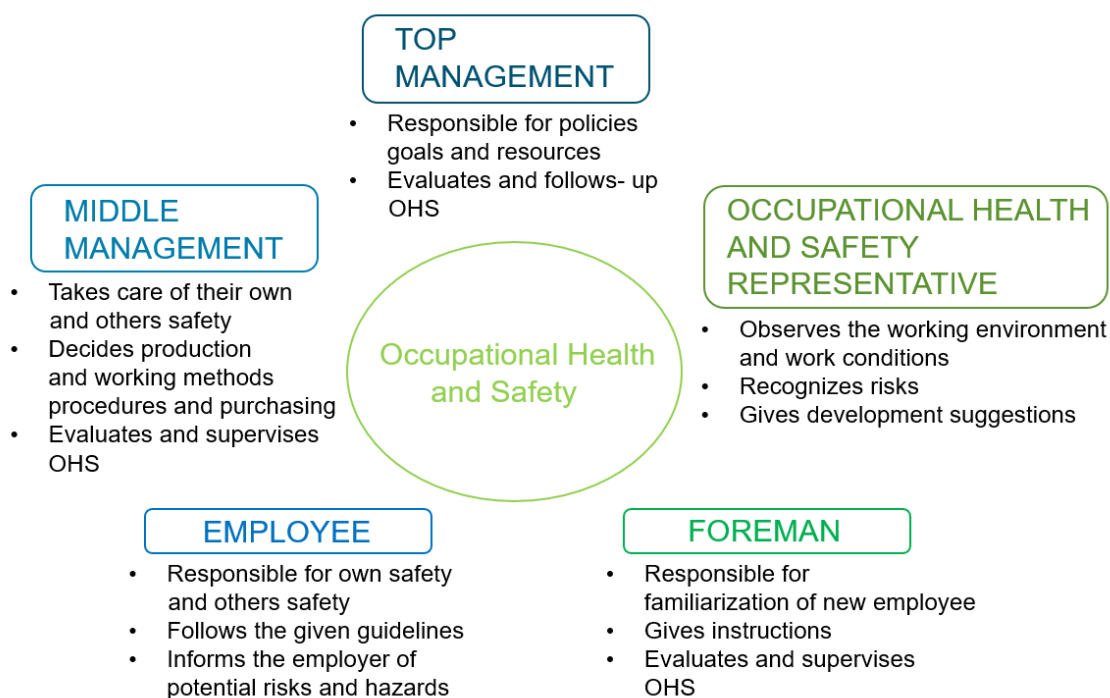 TOP
MANAGEMENT
• Responsible for policies
goals and resources
• Evaluates and follows- up
OHS
MIDDLE
MANAGEMENT
• Takes care of their own
and others safety
• Decides production
and working methods
procedures and purchasing
• Evaluates and supervises
OHS
OCCUPATIONAL HEALTH
AND SAFETY
REPRESENTATIVE
• Observes the working environment
and work conditions
• Recognizes risks
• Gives development suggestions
Occupational Health
and Safety
EMPLOYEE
• Responsible for own safety
and others safety
• Follows the given guidelines
• Informs the employer of
potential risks and hazards
FOREMAN
• Responsible for
familiarization of new employee
• Gives instructions
• Evaluates and supervises
OHS